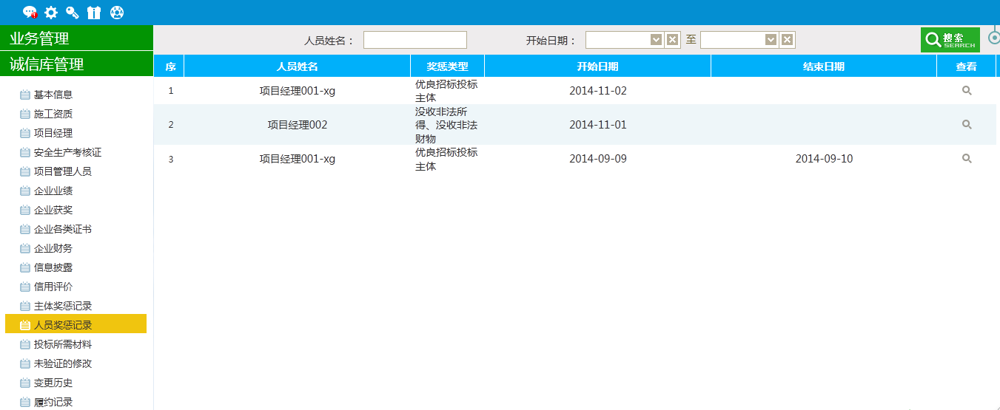 业务管理
诚信库管理
基本信息
施工资质
项目经理
安全生产考核证
项目管理人员
企业业绩
企业获奖
企业各类证书
企业财务
信息披露
信用评价
主体奖惩记录
人员奖惩记录
投标所需材料
未验证的修改
变更历史
履约记录
人员姓名： 开始日期： 至 搜索
SEARCH
序 人员姓名 奖惩类型 开始日期 结束日期 查看
1 项目经理001-xg 优良招标投标 2014-11-02
主体
2 项目经理002 没收非法所 2014-11-01
得、没收非法
财物
3 项目经理001-xg 优良招标投标 2014-09-09 2014-09-10
主体